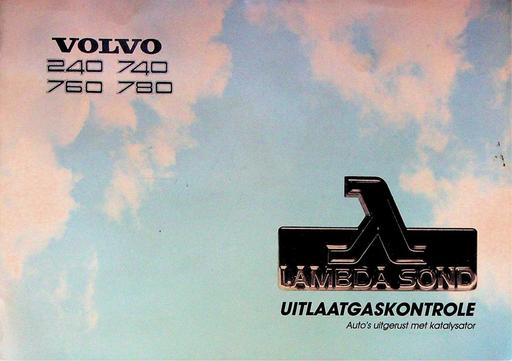 VOLVO
240 740
760 780
LAMBDA SOND
UITLAATGASKONTROLE
Auto's uitgerust met katalysator